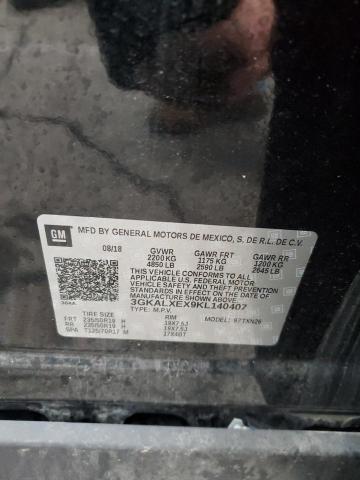 GM
MFD BY GENERAL MOTORS DE MEXICO, S. DE R.L. DE C.V.
08/18 GVWR GAWR FRT GAWR RR
2200 KG 1175 KG 1200 KG
4850 LB 2590 LB 2645 LB
THIS VEHICLE CONFORMS TO ALL
APPLICABLE U.S. FEDERAL MOTOR
VEHICLE SAFETY, BUMPER, AND THEFT
PREVENTION STANDARDS IN EFFECT ON
THE DATE OF MANUFACTURE SHOWN ABOVE.
3GKALXEX9KL140407
TYPE: M.P.V. MODEL:
TIRE SIZE RIM
FRT 235/50R19 H 19X7.5J
RR 235/50R19 H 19X7.5J
SPA T135/70R17 M 17X4OT